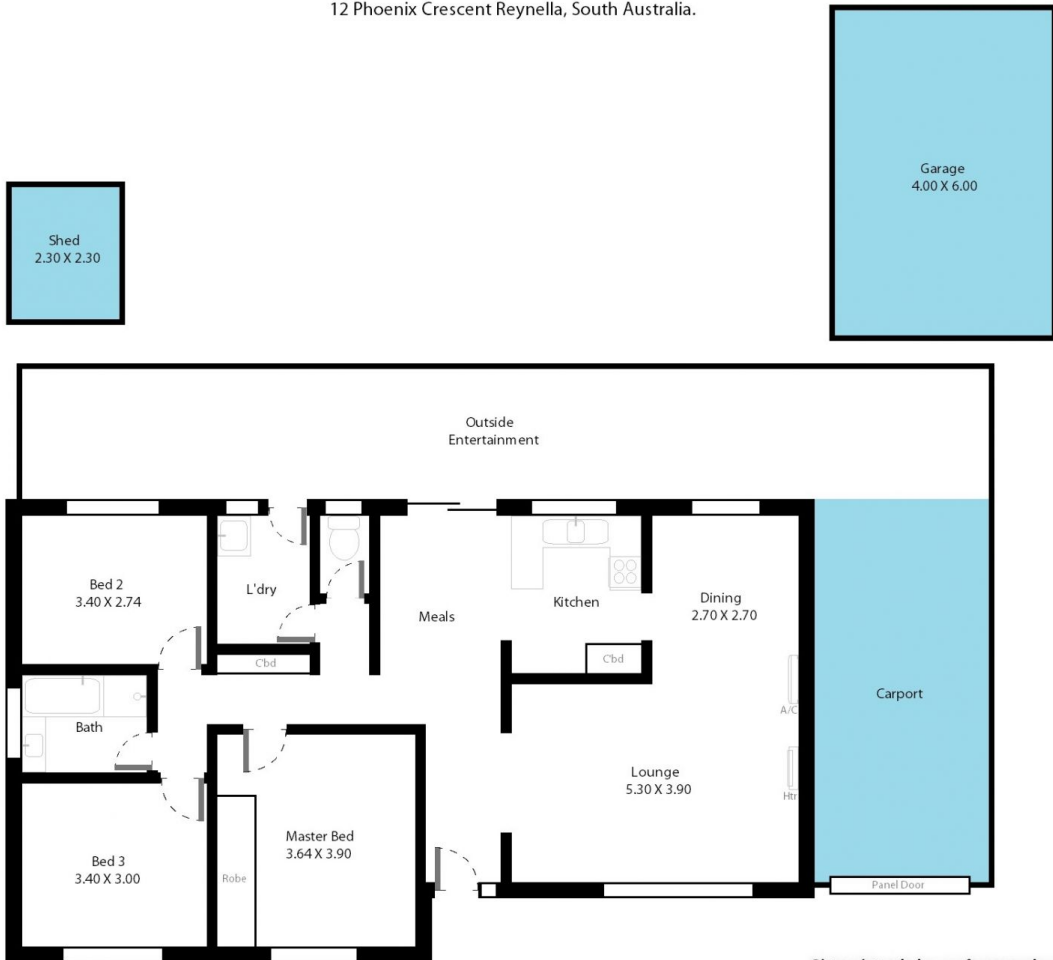 12 Phoenix Crescent Reynella, South Australia.
Garage
4.00 X 6.00
Shed
2.30 X 2.30
Outside
Entertainment
Bed 2
3.40 X 2.74
L'dry
Meals
Kitchen
Dining
2.70 X 2.70
C'bd
C'bd
Carport
A/C
Bath
Lounge
5.30 X 3.90
Htr
Master Bed
3.64 X 3.90
Bed 3
3.40 X 3.00
Robe
Panel Door